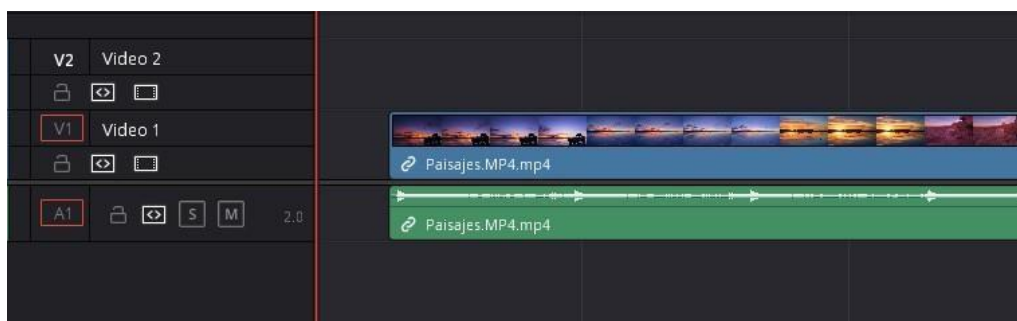 V2 Video 2
V1 Video 1
Paisajes.MP4.mp4
A1 S M 2.0
Paisajes.MP4.mp4